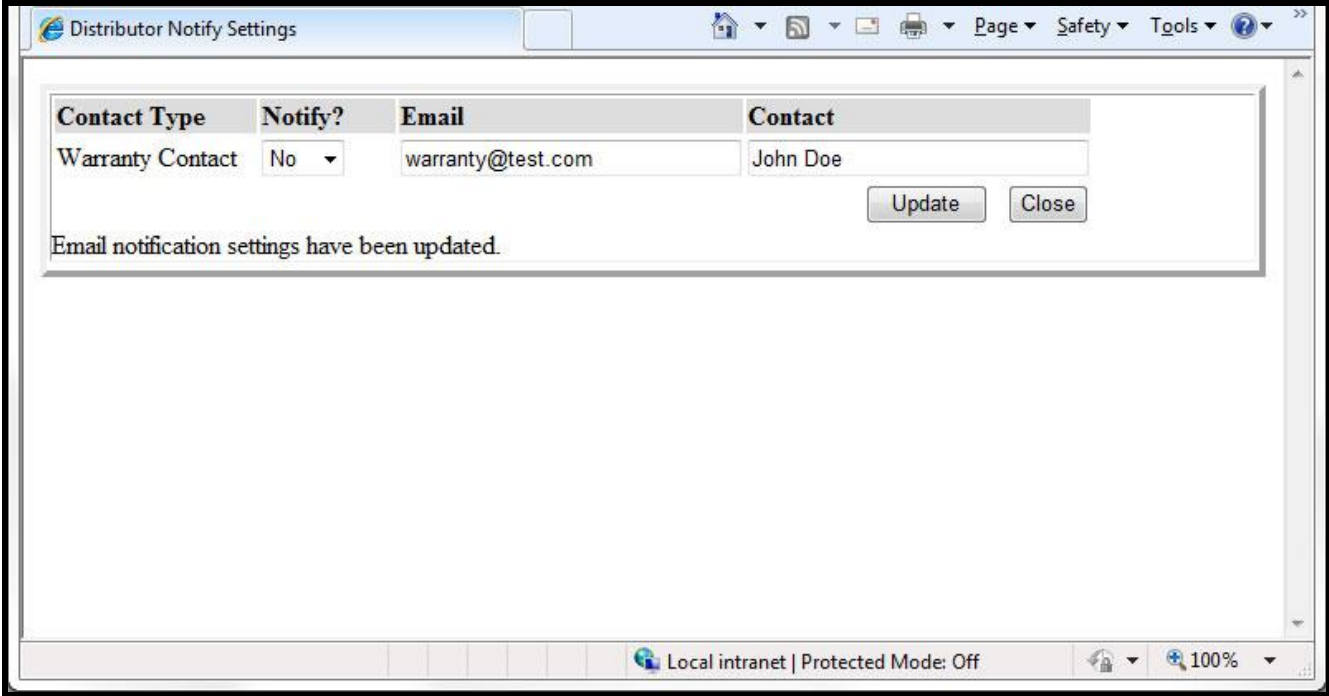 Distributor Notify Settings Page Safety Tools »
Contact Type Notify? Email Contact
Warranty Contact No warranty@test.com John Doe
Update Close
Email notification settings have been updated.
Local intranet | Protected Mode: Off 100%